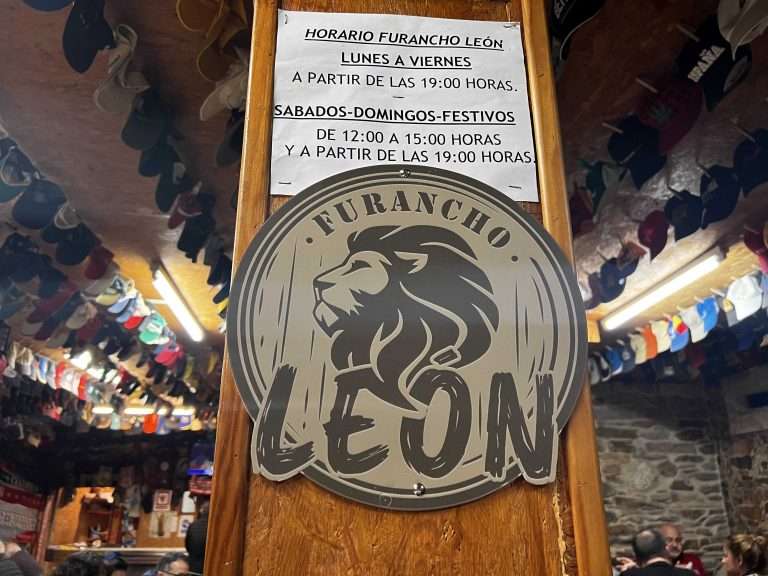 HORARIO FURANCHO LEÓN
LUNES A VIERNES
A PARTIR DE LAS 19:00 HORAS.
SABADOS-DOMINGOS-FESTIVOS
DE 12:00 A 15:00 HORAS
Y A PARTIR DE LAS 19:00 HORAS.
· FURANCHO ·
LEON
ESPAÑA